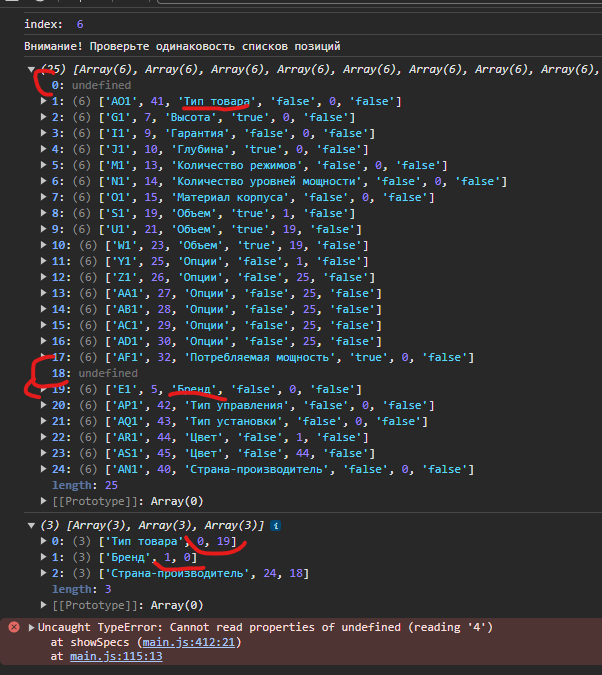 index: 6
Внимание! Проверьте одинаковость списков позиций
(25) [Array(6), Array(6), Array(6), Array(6), Array(6), Array(6), Array(6), Array(6),
0: undefined
1: (6) ['AO1', 41, 'Тип товара', 'false', 0, 'false']
2: (6) ['G1', 7, 'Высота', 'true', 0, 'false']
3: (6) ['I1', 9, 'Гарантия', 'false', 0, 'false']
4: (6) ['J1', 10, 'Глубина', 'true', 0, 'false']
5: (6) ['M1', 13, 'Количество режимов', 'false', 0, 'false']
6: (6) ['N1', 14, 'Количество уровней мощности', 'false', 0, 'false']
7: (6) ['O1', 15, 'Материал корпуса', 'false', 0, 'false']
8: (6) ['S1', 19, 'Объем', 'true', 1, 'false']
9: (6) ['U1', 21, 'Объем', 'true', 19, 'false']
10: (6) ['W1', 23, 'Объем', 'true', 19, 'false']
11: (6) ['Y1', 25, 'Опции', 'false', 1, 'false']
12: (6) ['Z1', 26, 'Опции', 'false', 25, 'false']
13: (6) ['AA1', 27, 'Опции', 'false', 25, 'false']
14: (6) ['AB1', 28, 'Опции', 'false', 25, 'false']
15: (6) ['AC1', 29, 'Опции', 'false', 25, 'false']
16: (6) ['AD1', 30, 'Опции', 'false', 25, 'false']
17: (6) ['AF1', 32, 'Потребляемая мощность', 'true', 0, 'false']
18: undefined
19: (6) ['E1', 5, 'Бренд', 'false', 0, 'false']
20: (6) ['AP1', 42, 'Тип управления', 'false', 0, 'false']
21: (6) ['AQ1', 43, 'Тип установки', 'false', 0, 'false']
22: (6) ['AR1', 44, 'Цвет', 'false', 1, 'false']
23: (6) ['AS1', 45, 'Цвет', 'false', 44, 'false']
24: (6) ['AN1', 40, 'Страна-производитель', 'false', 0, 'false']
length: 25
[[Prototype]]: Array(0)
(3) [Array(3), Array(3), Array(3)] i
0: (3) ['Тип товара', 0, 19]
1: (3) ['Бренд', 1, 0]
2: (3) ['Страна-производитель', 24, 18]
length: 3
[[Prototype]]: Array(0)
Uncaught TypeError: Cannot read properties of undefined (reading '4')
at showSpecs (main.js:412:21)
at main.js:115:13